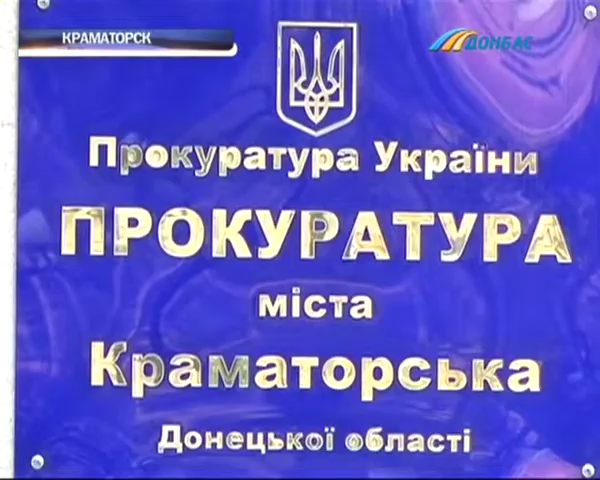 КРАМАТОРСК
ДОНБАС
Прокуратура України
ПРОКУРАТУРА
міста
Краматорська
Донецької області